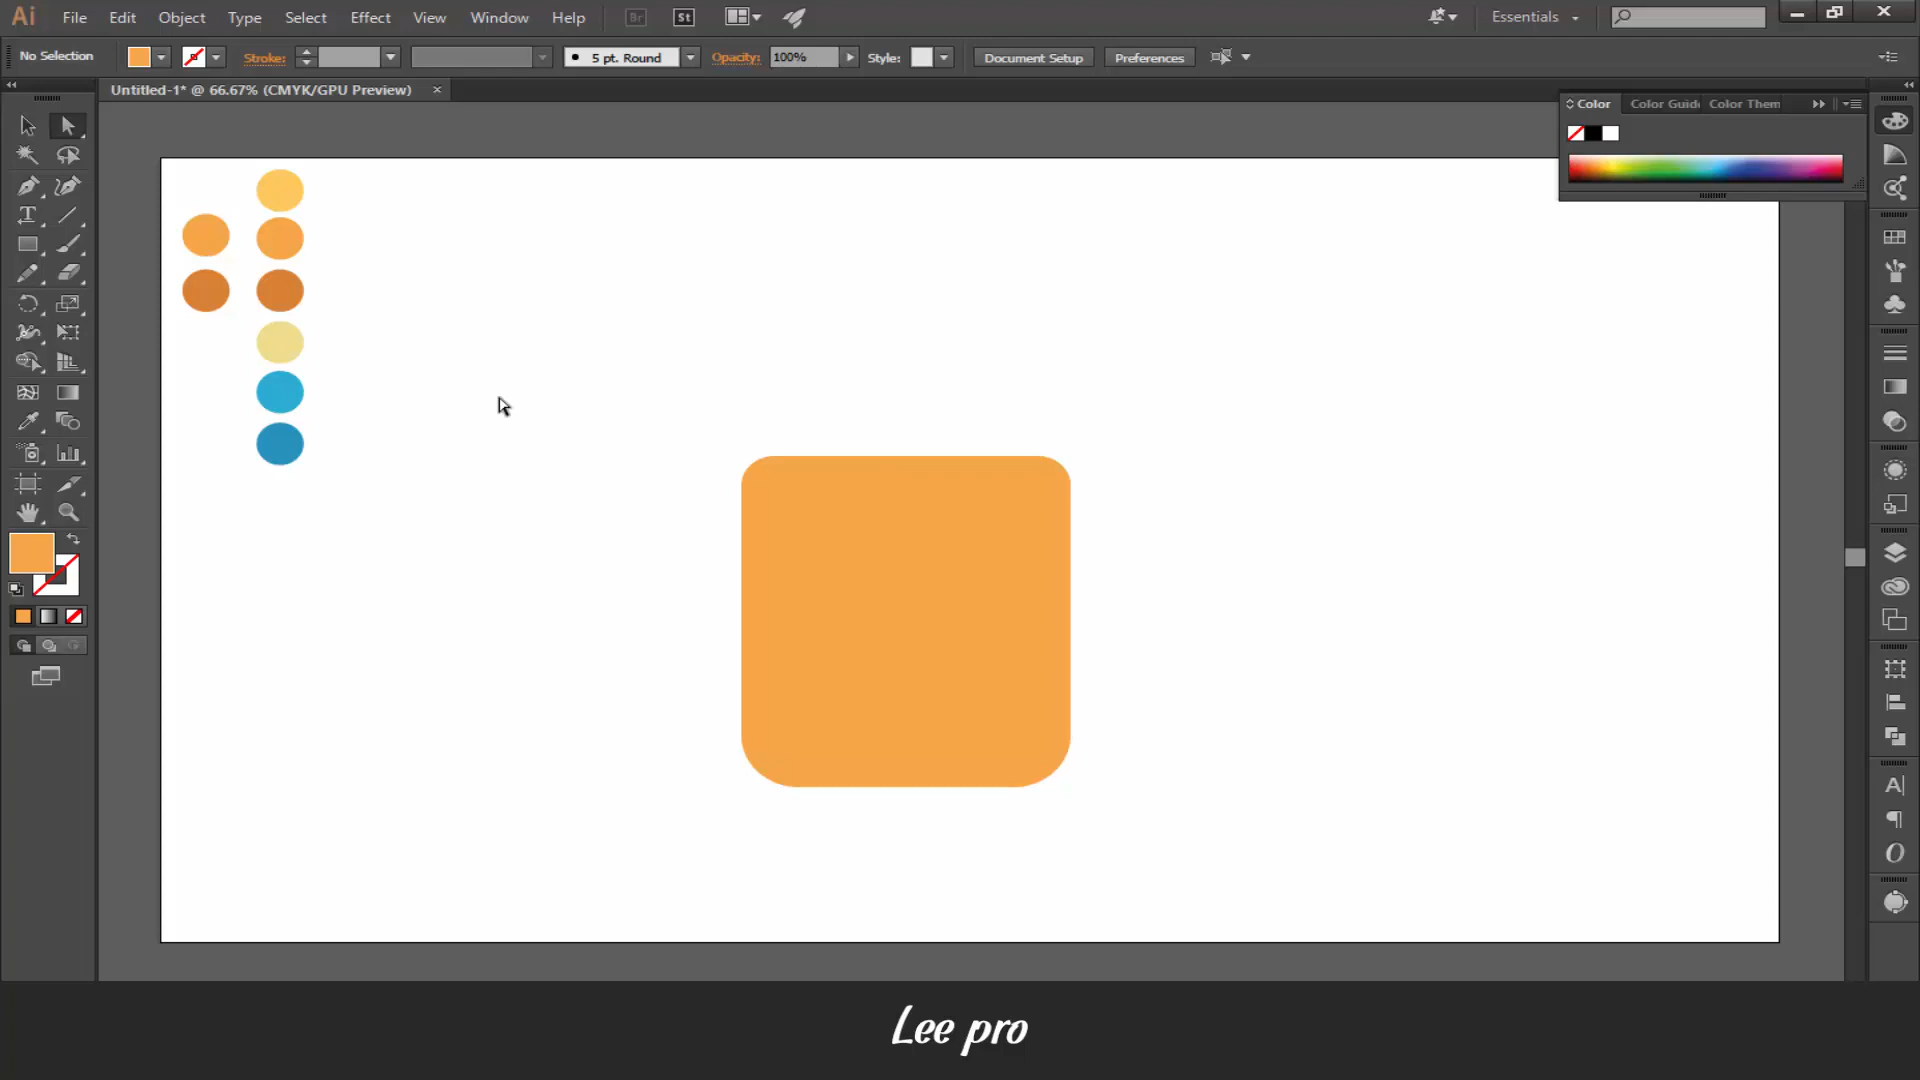 Ai File Edit Object Type Select Effect View Window Help Br St Essentials
No Selection Stroke: 5 pt. Round Opacity: 100% Style: Document Setup Preferences
Untitled-1* @ 66.67% (CMYK/GPU Preview) ×
Color Color Guid Color Them
Lee pro